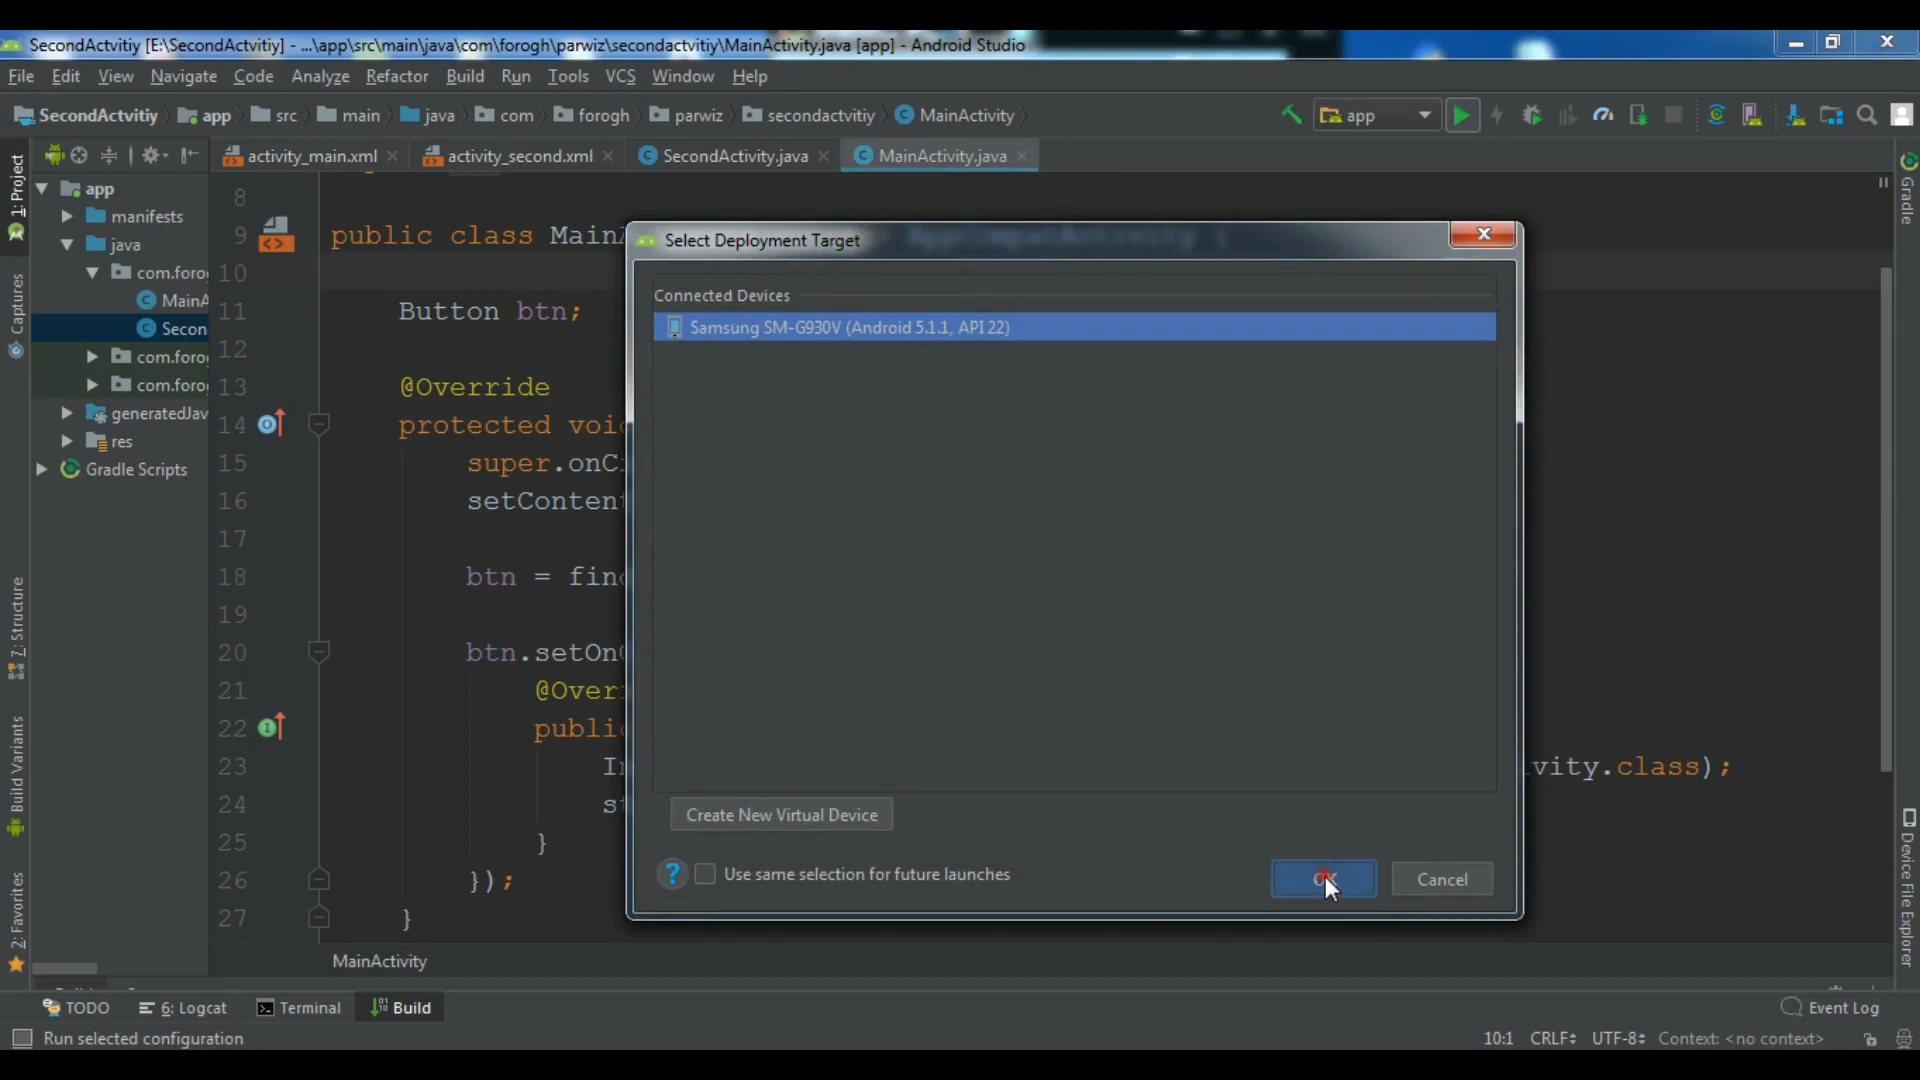 SecondActvitiy [E:\SecondActvitiy] - ...\app\src\main\java\com\forogh\parwiz\secondactvitiy\MainActivity.java [app] - Android Studio
File Edit View Navigate Code Analyze Refactor Build Run Tools VCS Window Help
SecondActvitiy app src main java com forogh parwiz secondactvitiy MainActivity app
activity_main.xml activity_second.xml SecondActivity.java MainActivity.java
1: Project
Captures
7: Structure
Build Variants
2: Favorites
app
manifests
java
com.foro
MainA
Secon
com.foro
com.foro
generatedJav
res
Gradle Scripts
8
9 public class MainA
10
11 Button btn;
12
13 @Override
14 protected voi
15 super.onC
16 setContent
17
18 btn = find
19
20 btn.setOn
21 @Overr
22 public
23 In vity.class);
24 st
25 }
26 });
27 }
MainActivity
Select Deployment Target
Connected Devices
Samsung SM-G930V (Android 5.1.1, API 22)
Create New Virtual Device
? Use same selection for future launches
OK Cancel
Gradle
Device File Explorer
TODO 6: Logcat Terminal Build Event Log
Run selected configuration 10:1 CRLF UTF-8 Context: <no context>